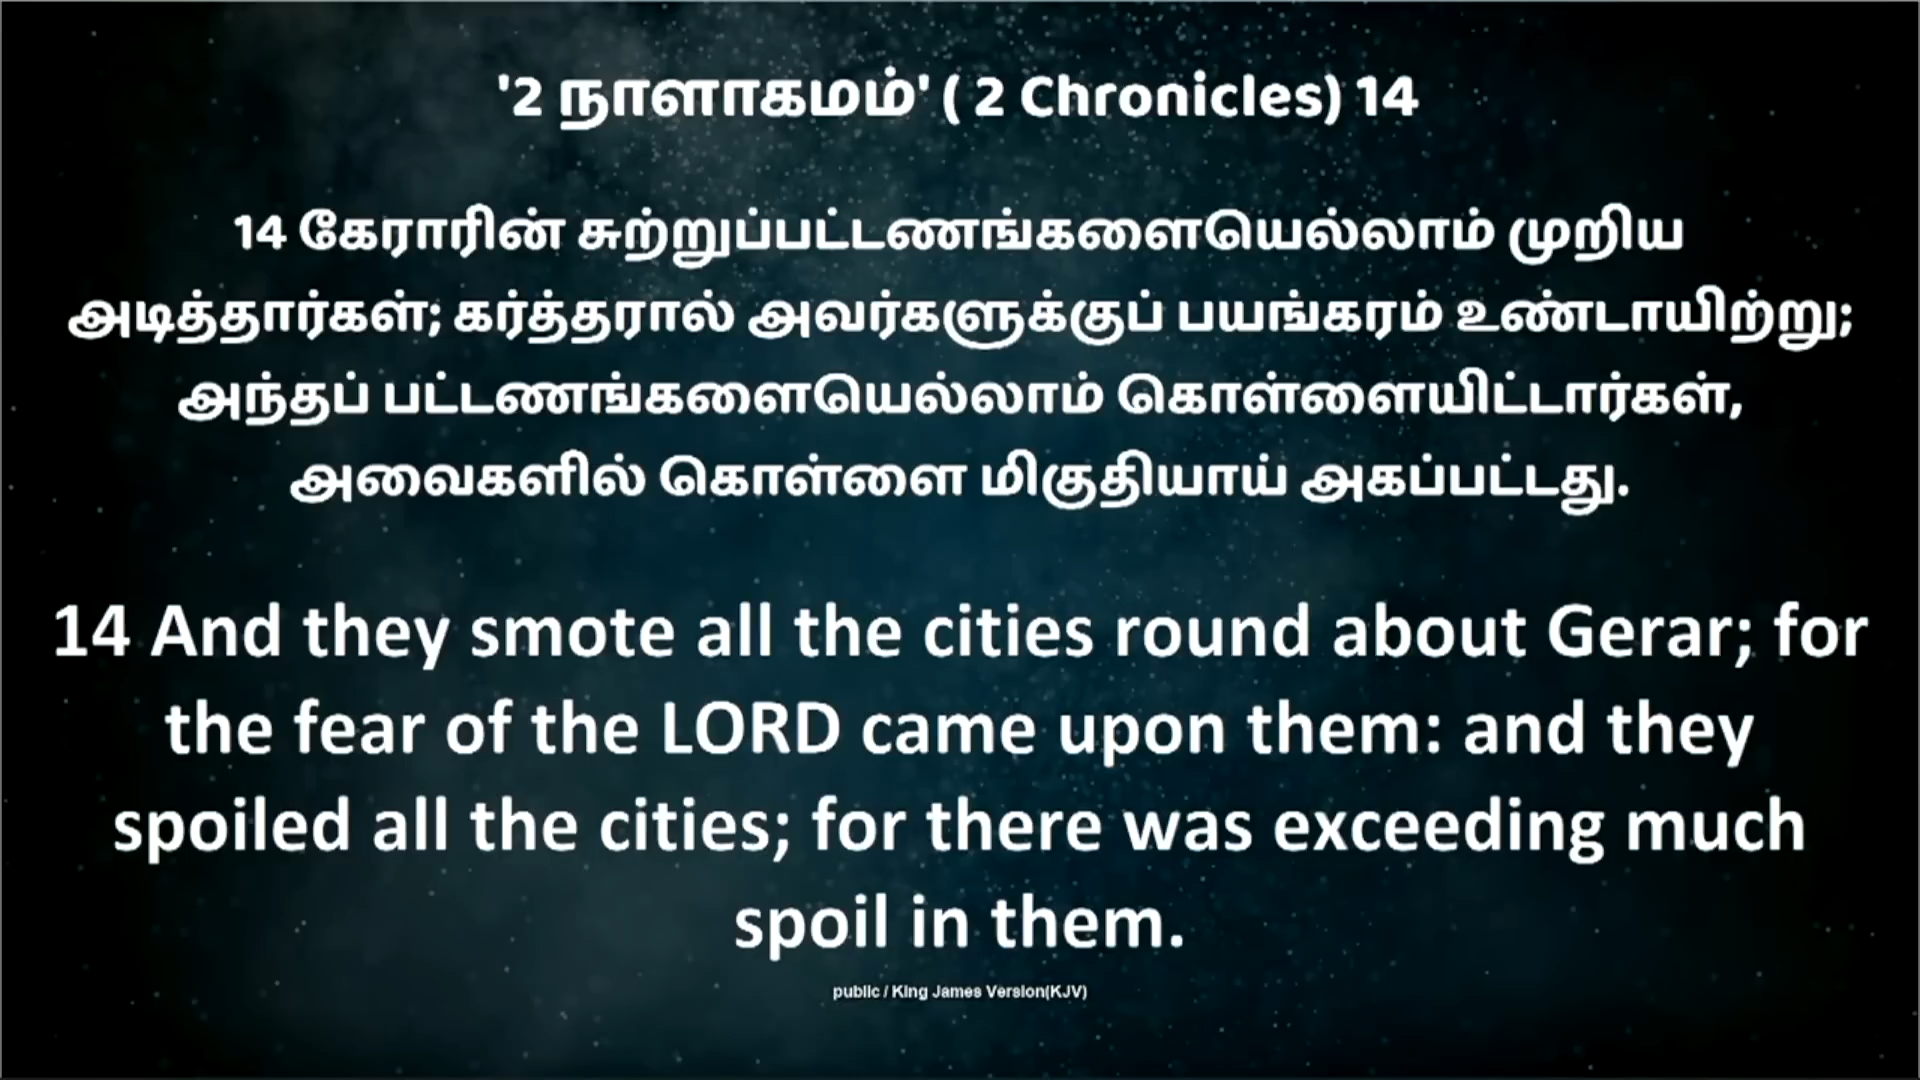 '2 நாளாகமம்' ( 2 Chronicles) 14
14 கேராரின் சுற்றுப்பட்டணங்களையெல்லாம் முறிய
அடித்தார்கள்; கர்த்தரால் அவர்களுக்குப் பயங்கரம் உண்டாயிற்று;
அந்தப் பட்டணங்களையெல்லாம் கொள்ளையிட்டார்கள்,
அவைகளில் கொள்ளை மிகுதியாய் அகப்பட்டது.
14 And they smote all the cities round about Gerar; for
the fear of the LORD came upon them: and they
spoiled all the cities; for there was exceeding much
spoil in them.
public / King James Version(KJV)